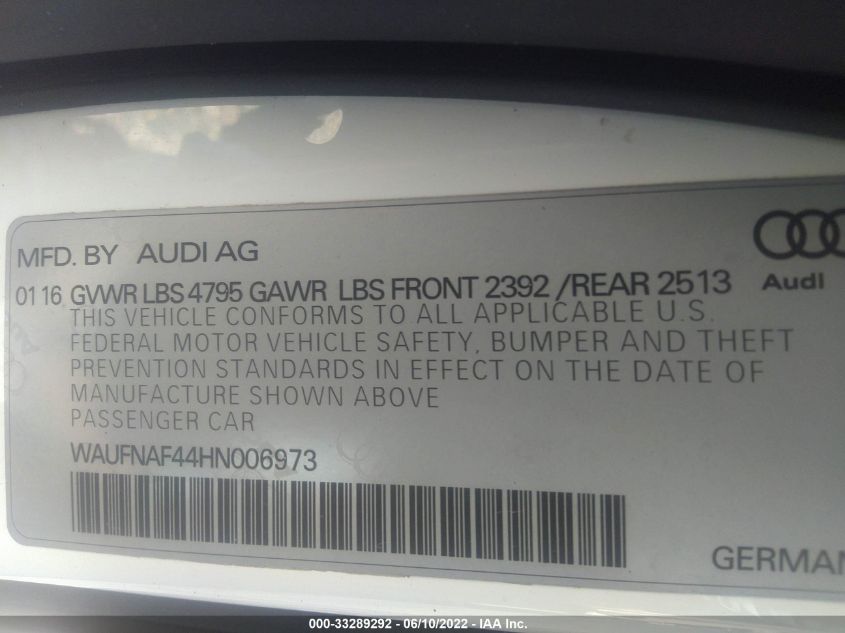 MFD. BY AUDI AG
01 16 GVWR LBS 4795 GAWR LBS FRONT 2392 /REAR 2513
Audi
THIS VEHICLE CONFORMS TO ALL APPLICABLE U.S.
FEDERAL MOTOR VEHICLE SAFETY, BUMPER AND THEFT
PREVENTION STANDARDS IN EFFECT ON THE DATE OF
MANUFACTURE SHOWN ABOVE
PASSENGER CAR
WAUFNAF44HN006973
GERMAN
000-33289292 - 06/10/2022 - IAA Inc.